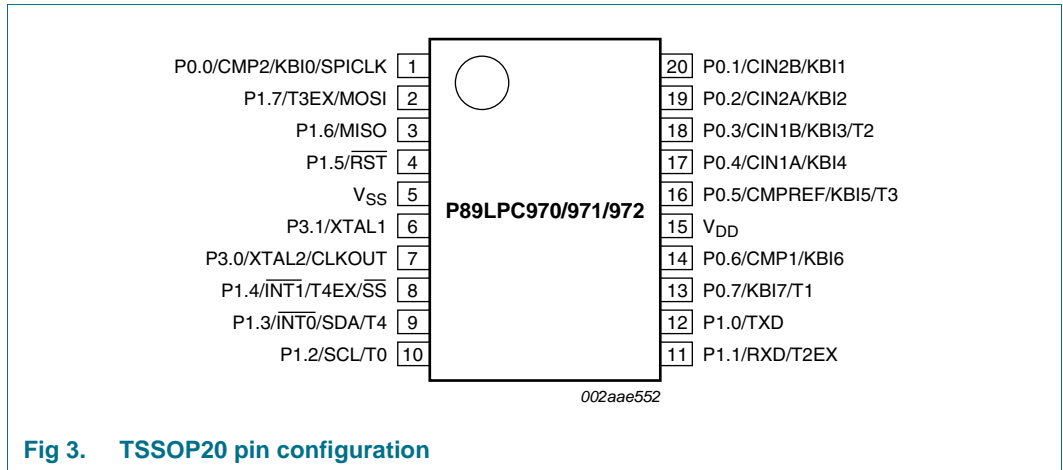 P0.0/CMP2/KBI0/SPICLK 1
P1.7/T3EX/MOSI 2
P1.6/MISO 3
P1.5/R̅S̅T̅ 4
VSS 5
P3.1/XTAL1 6
P3.0/XTAL2/CLKOUT 7
P1.4/I̅N̅T̅1̅/T4EX/S̅S̅ 8
P1.3/I̅N̅T̅0̅/SDA/T4 9
P1.2/SCL/T0 10
P89LPC970/971/972
20 P0.1/CIN2B/KBI1
19 P0.2/CIN2A/KBI2
18 P0.3/CIN1B/KBI3/T2
17 P0.4/CIN1A/KBI4
16 P0.5/CMPREF/KBI5/T3
15 VDD
14 P0.6/CMP1/KBI6
13 P0.7/KBI7/T1
12 P1.0/TXD
11 P1.1/RXD/T2EX
002aae552
Fig 3. TSSOP20 pin configuration